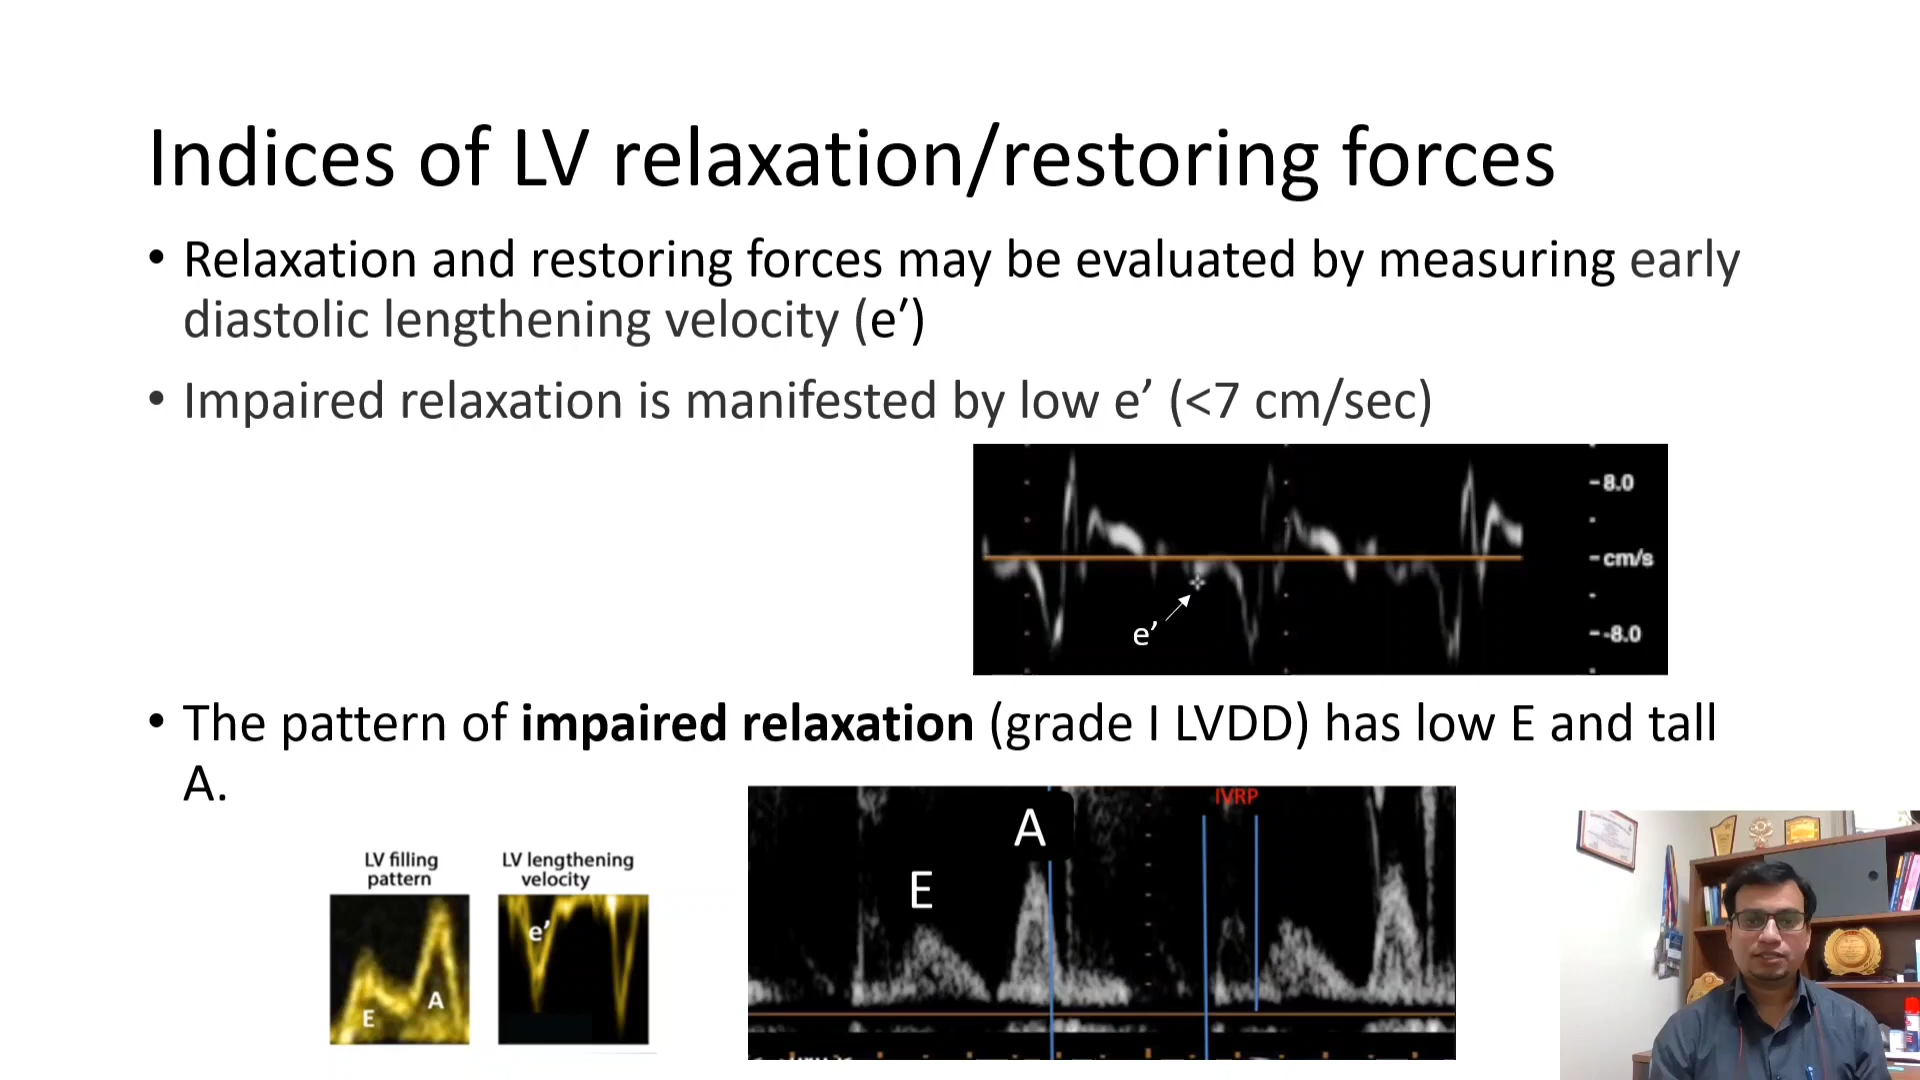 Indices of LV relaxation/restoring forces
• Relaxation and restoring forces may be evaluated by measuring early
diastolic lengthening velocity (e′)
• Impaired relaxation is manifested by low e’ (<7 cm/sec)
-8.0
-cm/s
--8.0
e’
• The pattern of impaired relaxation (grade I LVDD) has low E and tall
A.
LV filling
pattern
LV lengthening
velocity
E
A
e’
E
A
IVRP